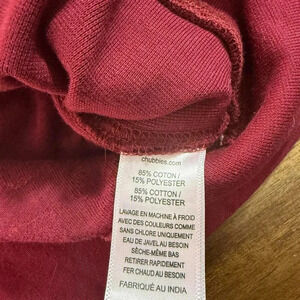 chubbies.com
85% COTON /
15% POLYESTER
85% COTTON /
15% POLYESTER
LAVAGE EN MACHINE À FROID
AVEC DES COULEURS COMME
SANS CHLORE UNIQUEMENT
EAU DE JAVEL AU BESOIN
SÈCHE-MÊME BAS
RETIRER RAPIDEMENT
FER CHAUD AU BESOIN
FABRIQUÉ AU INDIA